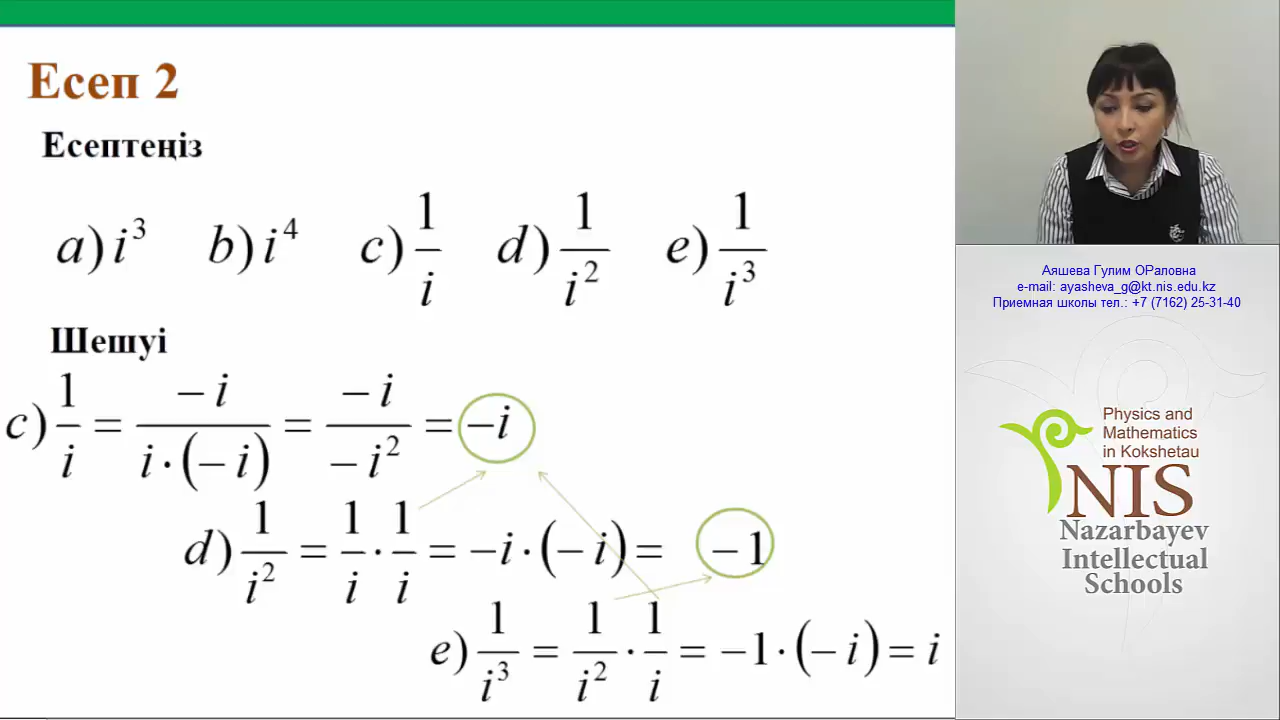 Есеп 2
Есептеңіз
a) i³ b) i⁴ c) 1/i d) 1/i² e) 1/i³
Шешуі
c) 1/i = −i/(i·(−i)) = −i/−i² = −i
d) 1/i² = 1/i · 1/i = −i·(−i) = −1
e) 1/i³ = 1/i² · 1/i = −1·(−i) = i
Аяшева Гулим ОРаловна
e-mail: ayasheva_g@kt.nis.edu.kz
Приемная школы тел.: +7 (7162) 25-31-40
Physics and
Mathematics
in Kokshetau
NIS
Nazarbayev
Intellectual
Schools